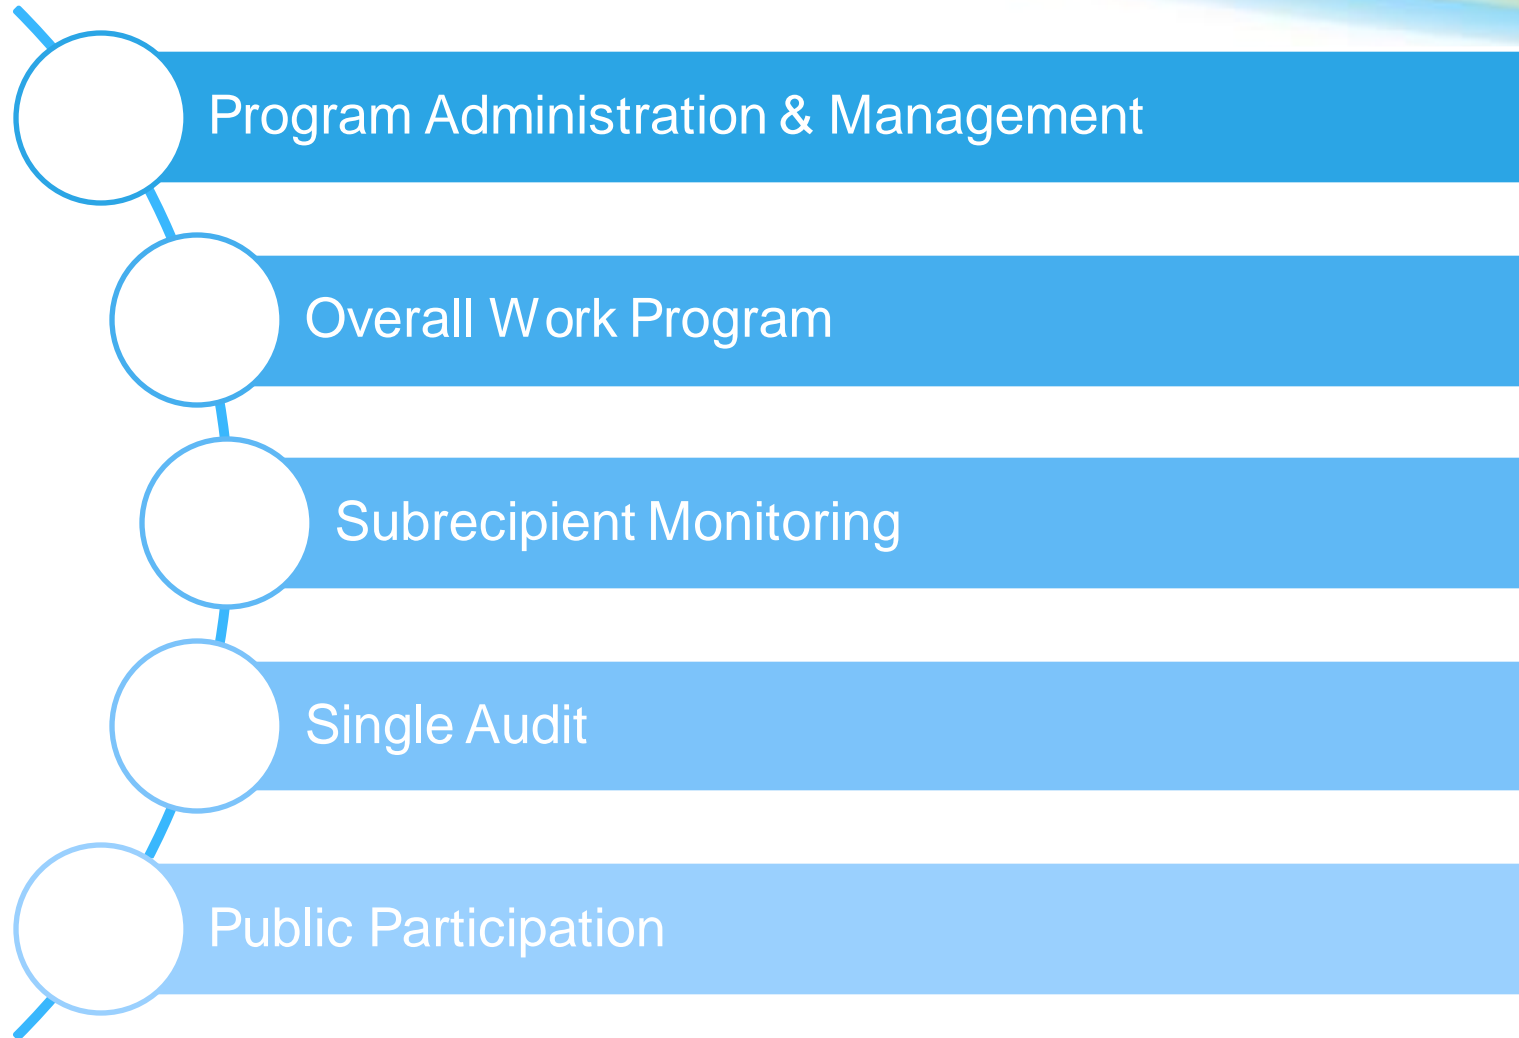 Program Administration & Management
Overall Work Program
Subrecipient Monitoring
Single Audit
Public Participation